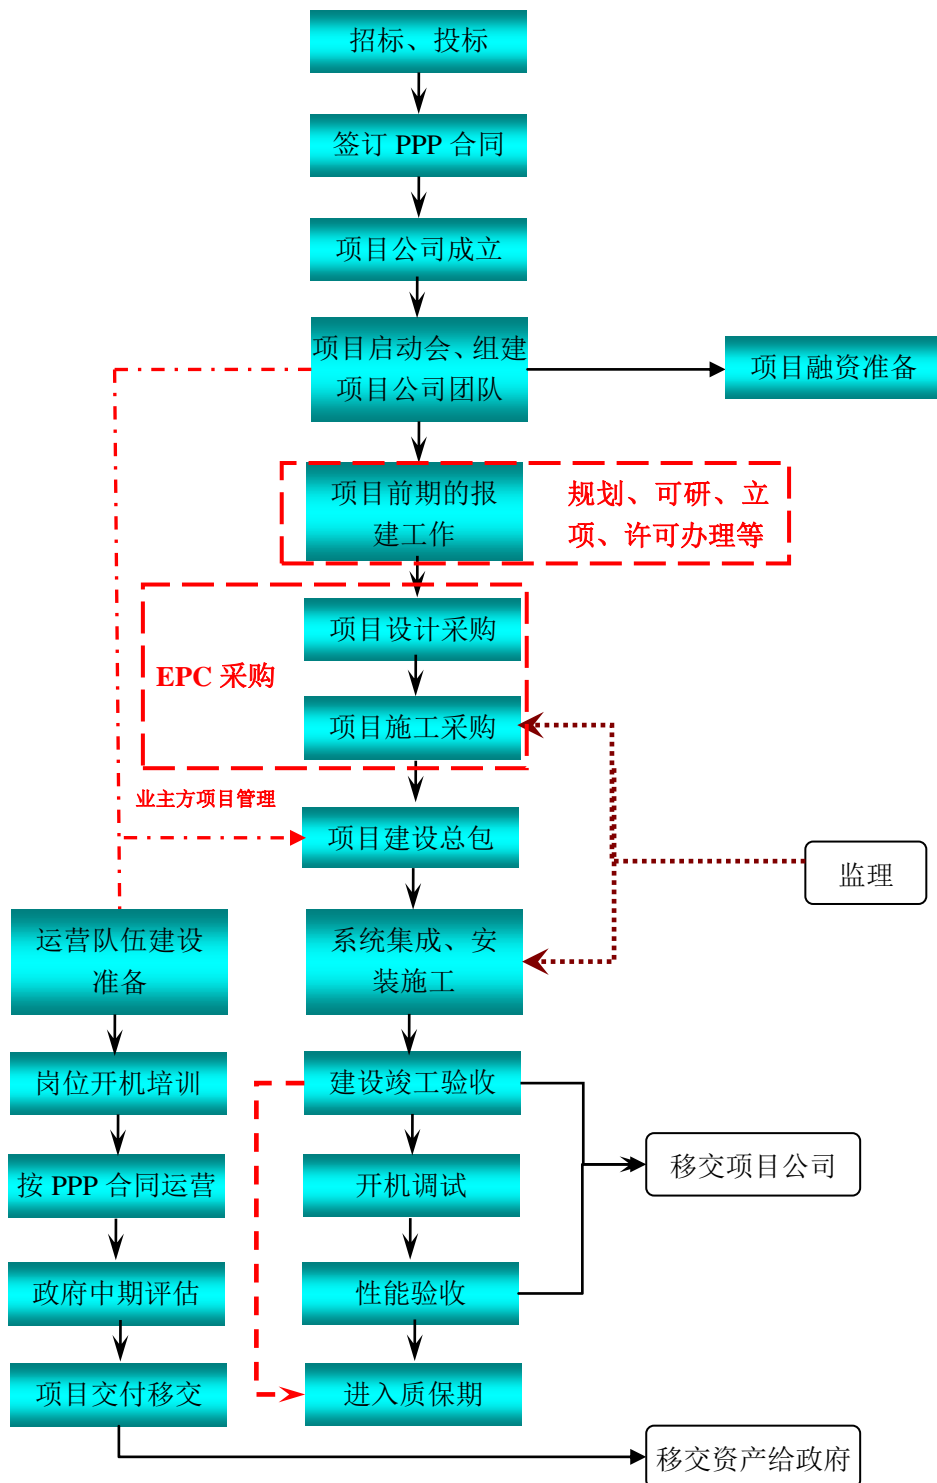 招标、投标
签订 PPP 合同
项目公司成立
项目启动会、组建
项目公司团队
项目融资准备
项目前期的报
建工作
规划、可研、立
项、许可办理等
项目设计采购
EPC 采购
项目施工采购
业主方项目管理
项目建设总包
监理
运营队伍建设
准备
系统集成、安
装施工
岗位开机培训
建设竣工验收
移交项目公司
按 PPP 合同运营
开机调试
政府中期评估
性能验收
项目交付移交
进入质保期
移交资产给政府